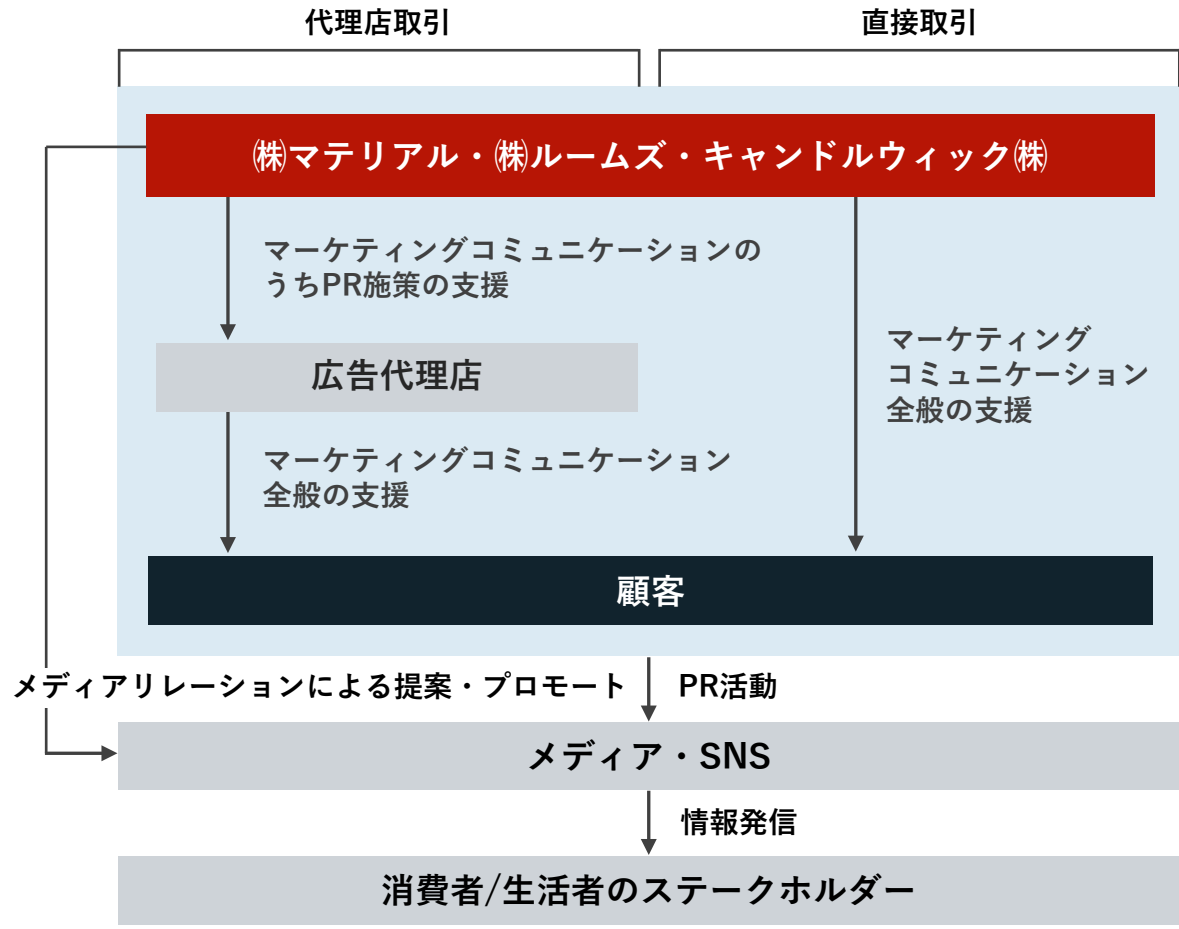 代理店取引
直接取引
㈱マテリアル・㈱ルームズ・キャンドルウィック㈱
マーケティングコミュニケーションの
うちPR施策の支援
広告代理店
マーケティングコミュニケーション
全般の支援
マーケティング
コミュニケーション
全般の支援
顧客
メディアリレーションによる提案・プロモート
PR活動
メディア・SNS
情報発信
消費者/生活者のステークホルダー